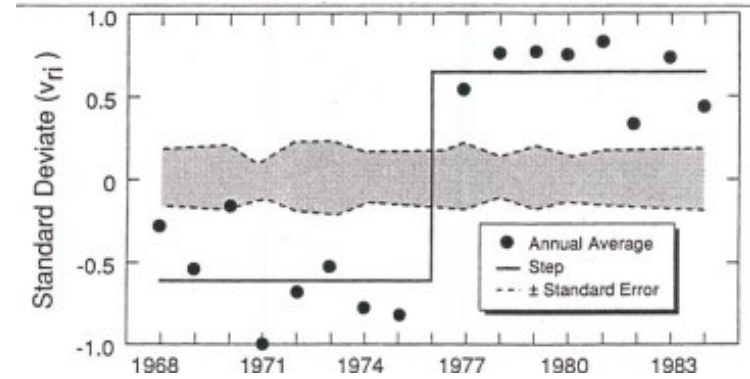 Standard Deviate (vri)
1.0
0.5
0
-0.5
-1.0
Annual Average
Step
± Standard Error
1968 1971 1974 1977 1980 1983